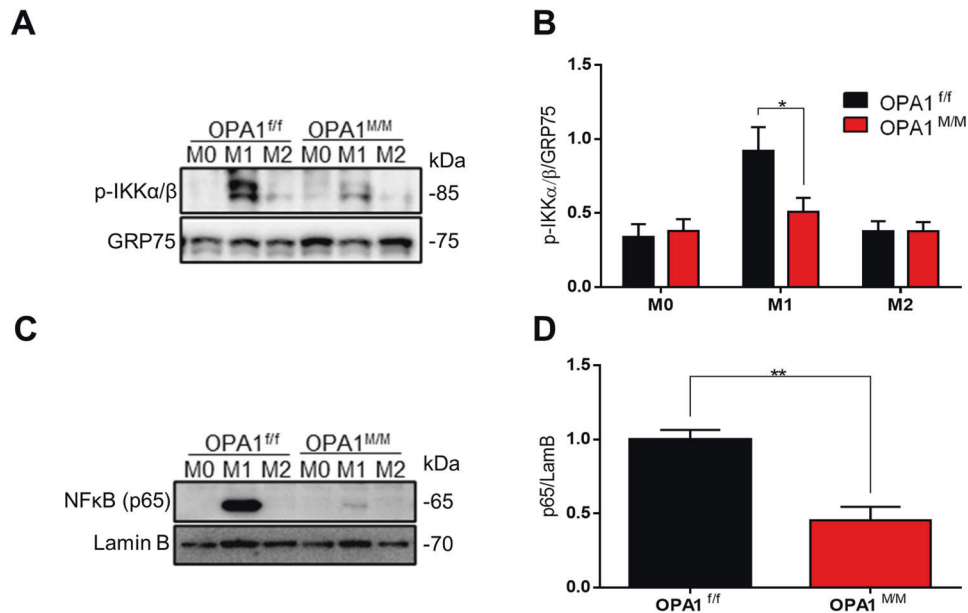 A
OPA1f/f OPA1M/M
M0 M1 M2 M0 M1 M2 kDa
p-IKKα/β -85
GRP75 -75
B
1.5
1.0
0.5
0.0
p-IKKα/β/GRP75
*
OPA1 f/f
OPA1 M/M
M0 M1 M2
C
OPA1f/f OPA1M/M
M0 M1 M2 M0 M1 M2 kDa
NFκB (p65) -65
Lamin B -70
D
1.5
1.0
0.5
0.0
p65/LamB
**
OPA1 f/f OPA1 M/M